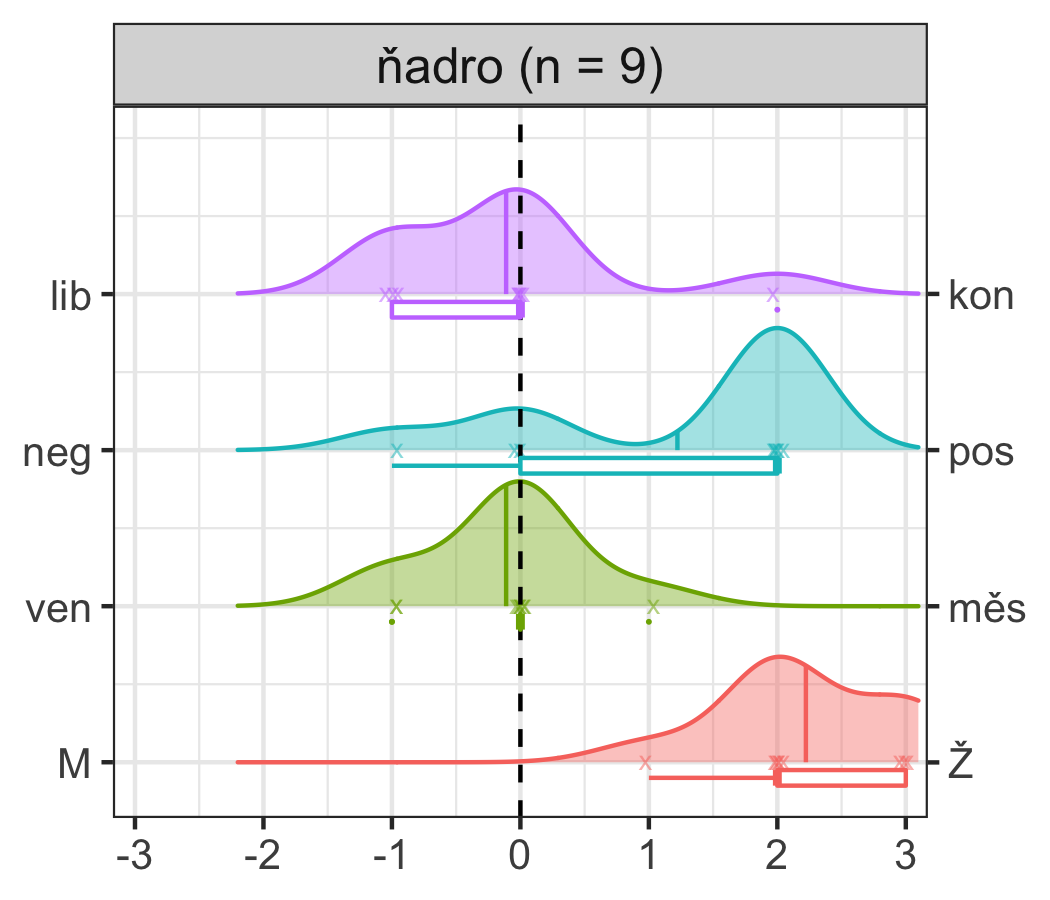 ňadro (n = 9)
lib kon
neg pos
ven měs
M Ž
-3 -2 -1 0 1 2 3